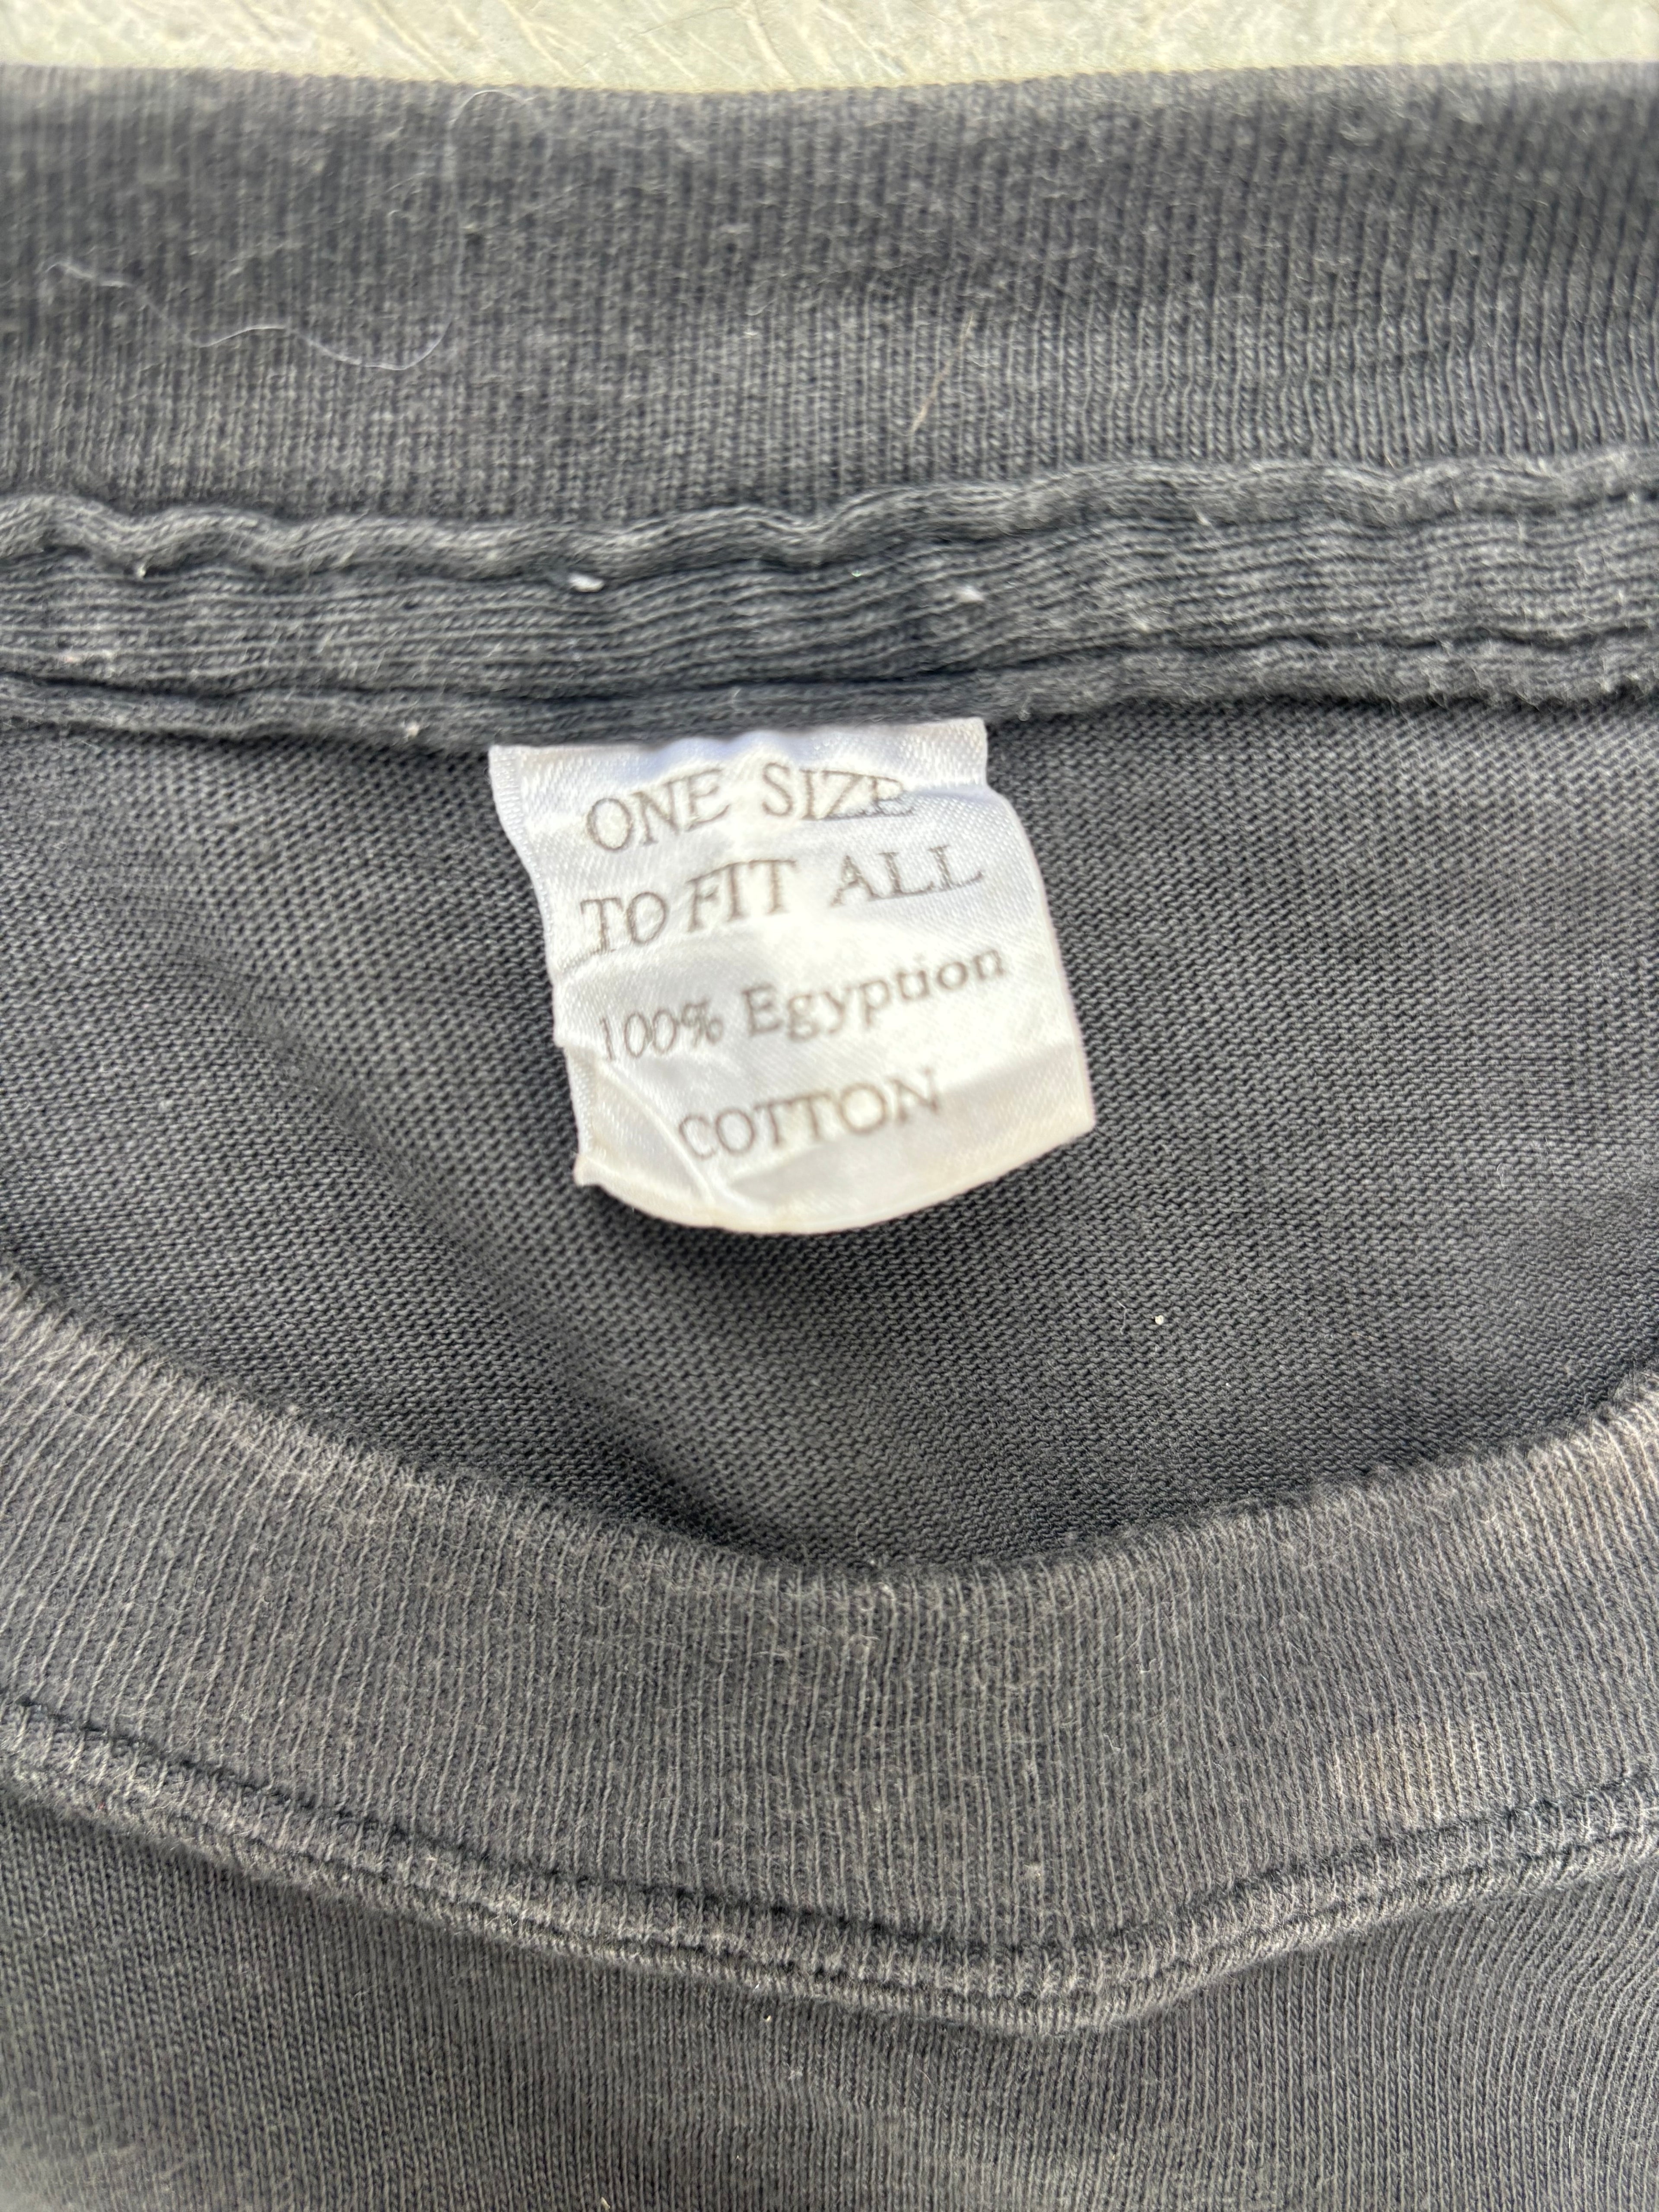 ONE SIZE
TO FIT ALL
100% Egyption
COTTON